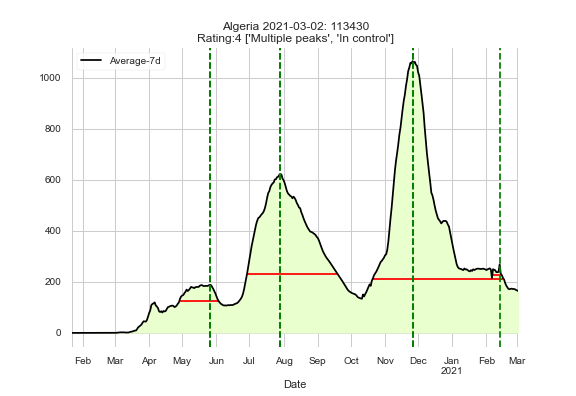 Algeria 2021-03-02: 113430
Rating:4 ['Multiple peaks', 'In control']
Average-7d
1000
800
600
400
200
0
Feb Mar Apr May Jun Jul Aug Sep Oct Nov Dec Jan Feb Mar
2021
Date